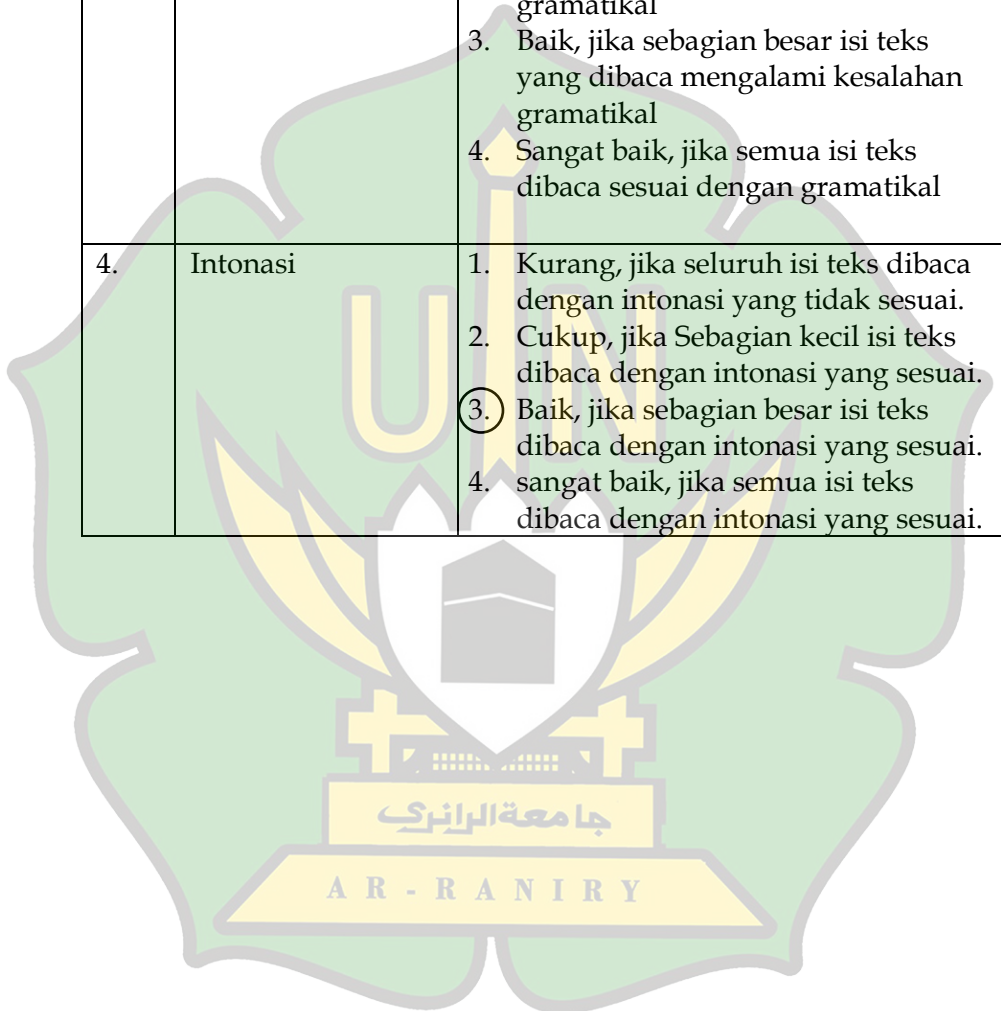 gramatikal
3. Baik, jika sebagian besar isi teks
yang dibaca mengalami kesalahan
gramatikal
4. Sangat baik, jika semua isi teks
dibaca sesuai dengan gramatikal
4. Intonasi 1. Kurang, jika seluruh isi teks dibaca
dengan intonasi yang tidak sesuai.
2. Cukup, jika Sebagian kecil isi teks
dibaca dengan intonasi yang sesuai.
3. Baik, jika sebagian besar isi teks
dibaca dengan intonasi yang sesuai.
4. sangat baik, jika semua isi teks
dibaca dengan intonasi yang sesuai.
UIN
جامعة الرانري
AR-RANIRY